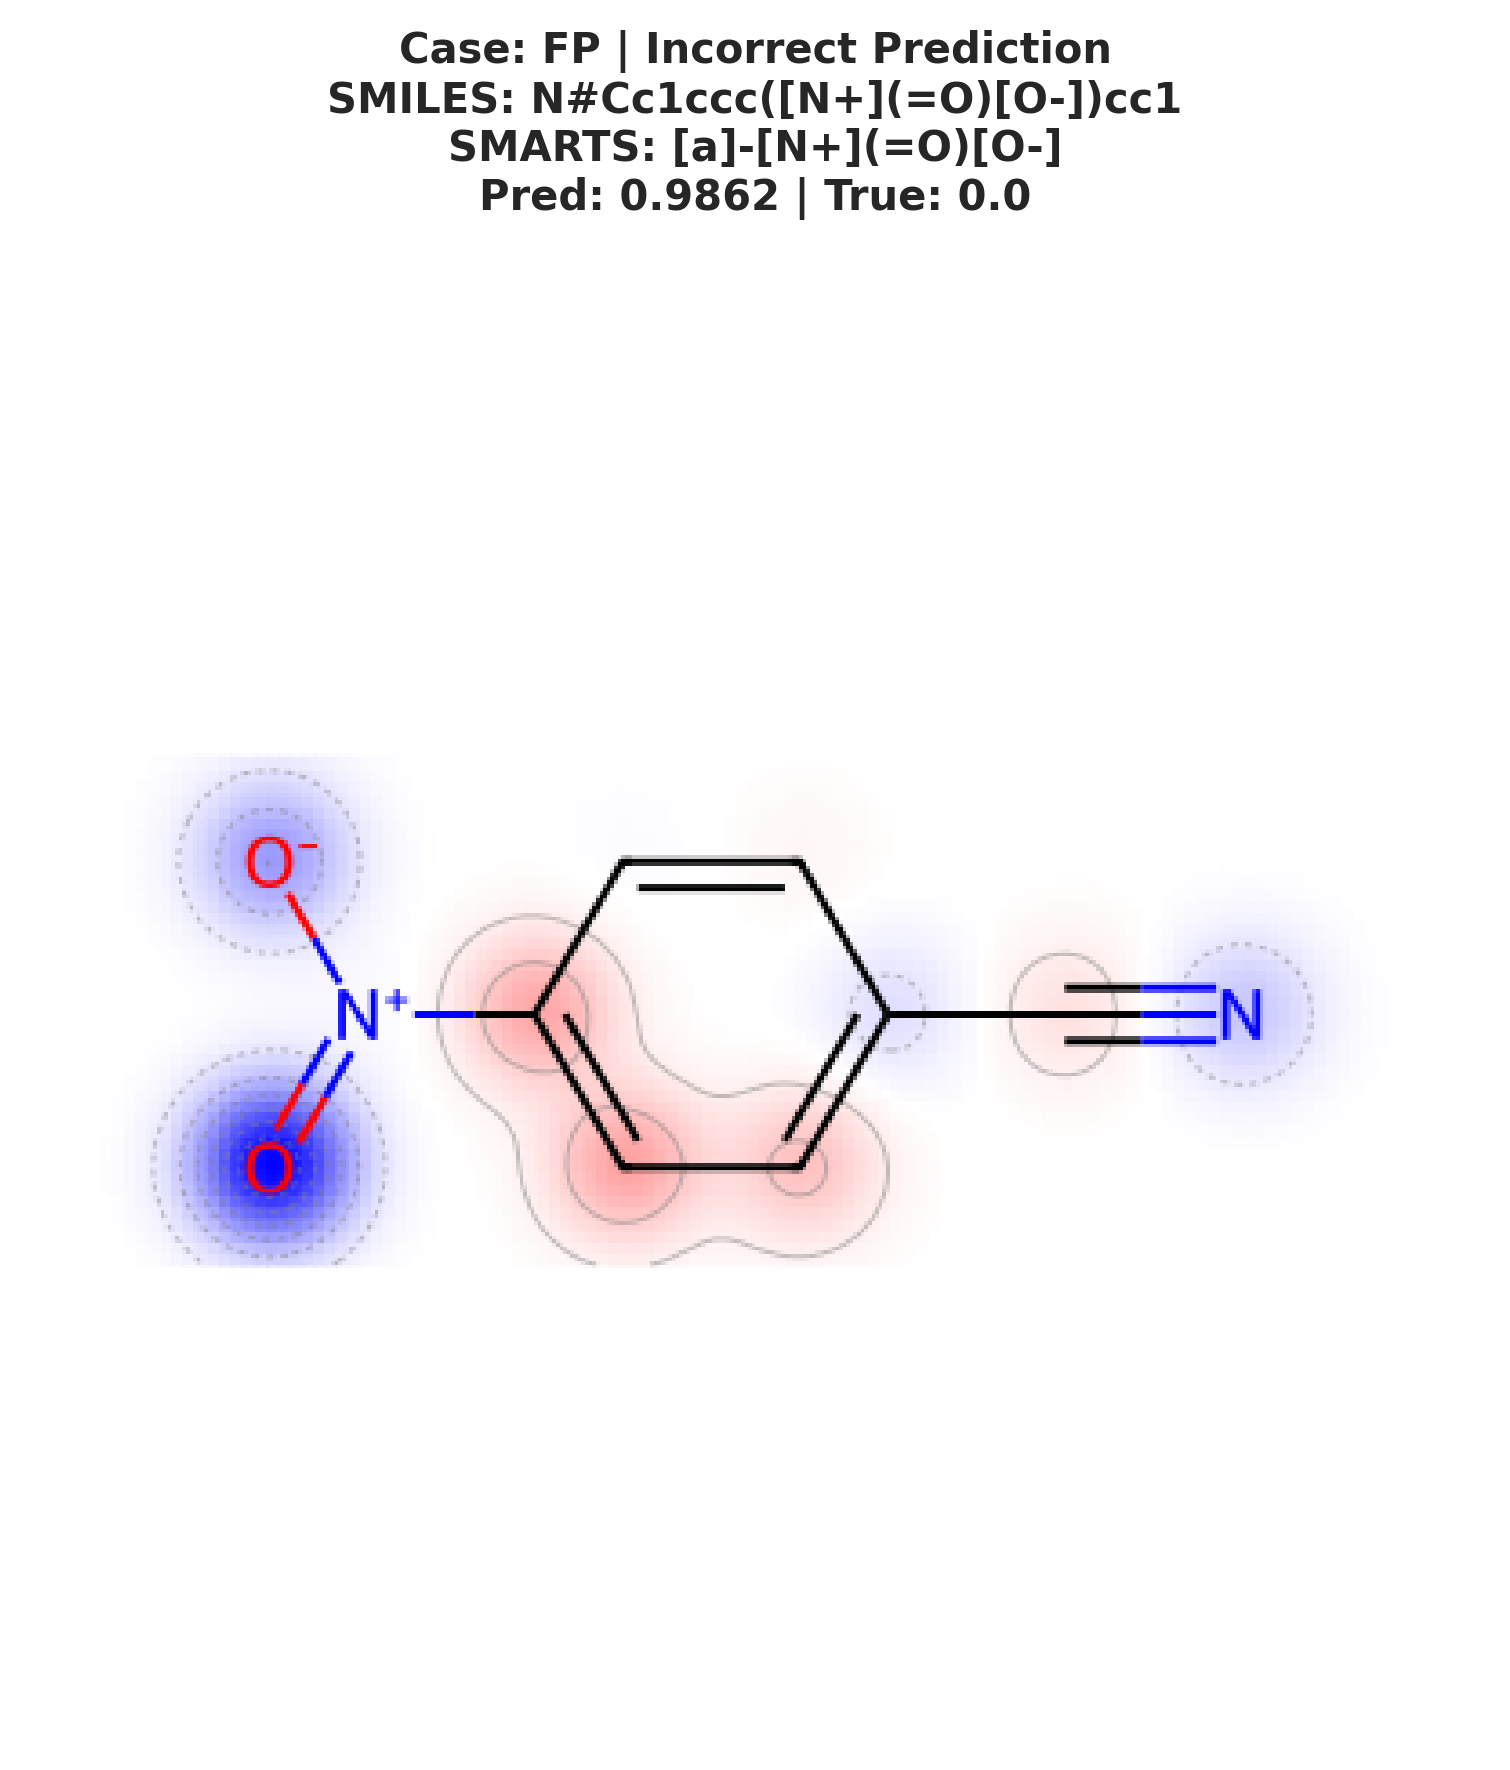 Case: FP | Incorrect Prediction
SMILES: N#Cc1ccc([N+](=O)[O-])cc1
SMARTS: [a]-[N+](=O)[O-]
Pred: 0.9862 | True: 0.0
O⁻
N⁺ N
O